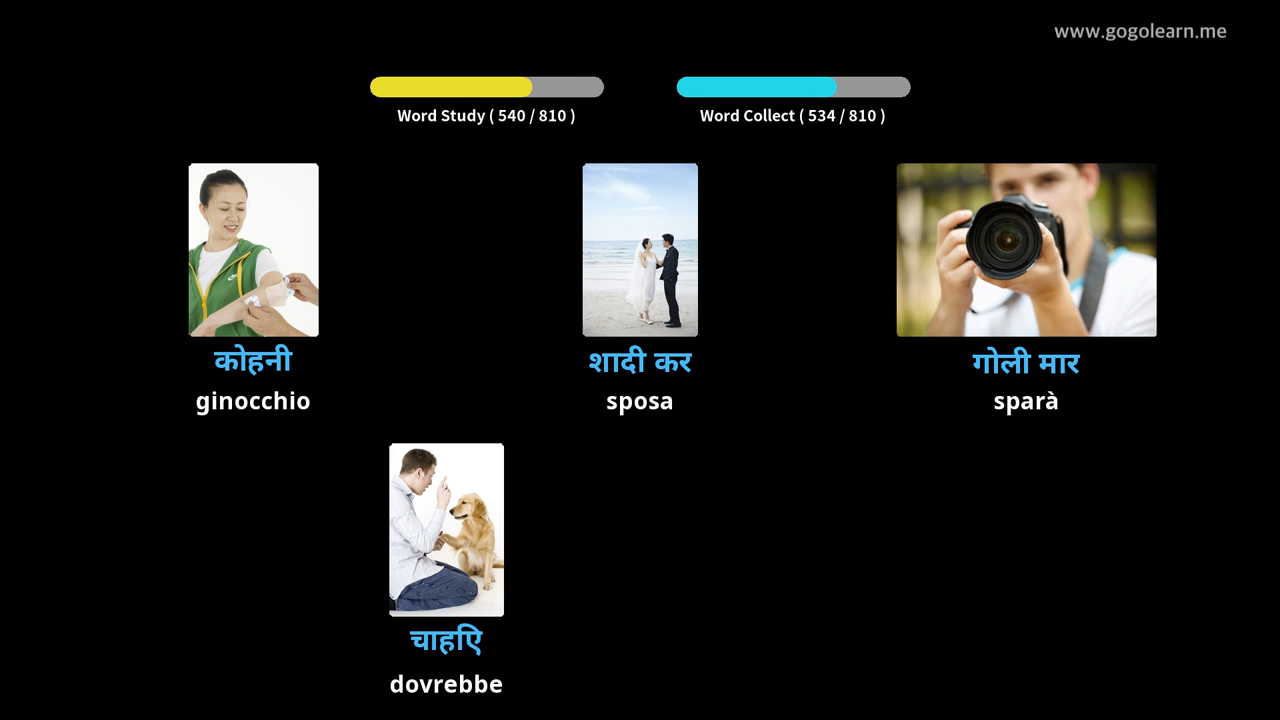 www.gogolearn.me
Word Study ( 540 / 810 )
Word Collect ( 534 / 810 )
कोहनी
शादी कर
गोली मार
ginocchio
sposa
sparà
चाहिए
dovrebbe